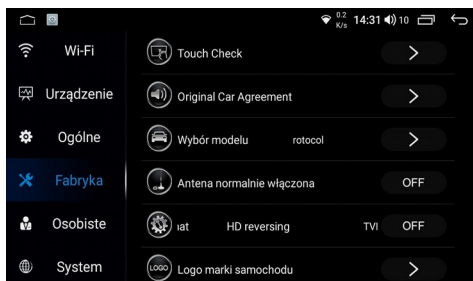 0.2 K/s 14:31 10
Wi-Fi
Urządzenie
Ogólne
Fabryka
Osobiste
System
Touch Check
Original Car Agreement
Wybór modelu rotocol
Antena normalnie włączona OFF
ıat HD reversing TVI OFF
LOGO Logo marki samochodu